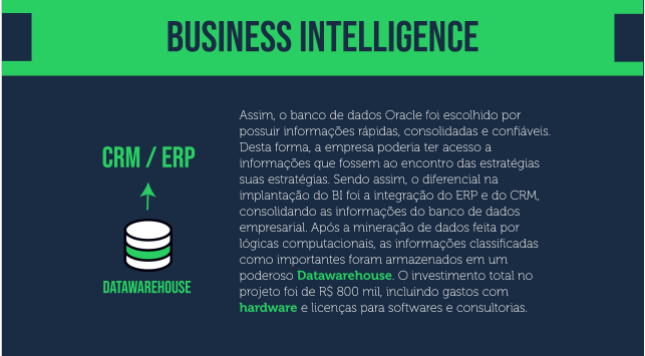 BUSINESS INTELLIGENCE
CRM / ERP
DATAWAREHOUSE
Assim, o banco de dados Oracle foi escolhido por
possuir informações rápidas, consolidadas e confiáveis.
Desta forma, a empresa poderia ter acesso a
informações que fossem ao encontro das estratégias
suas estratégias. Sendo assim, o diferencial na
implantação do BI foi a integração do ERP e do CRM,
consolidando as informações do banco de dados
empresarial. Após a mineração de dados feita por
lógicas computacionais, as informações classificadas
como importantes foram armazenados em um
poderoso Datawarehouse. O investimento total no
projeto foi de R$ 800 mil, incluindo gastos com
hardware e licenças para softwares e consultorias.